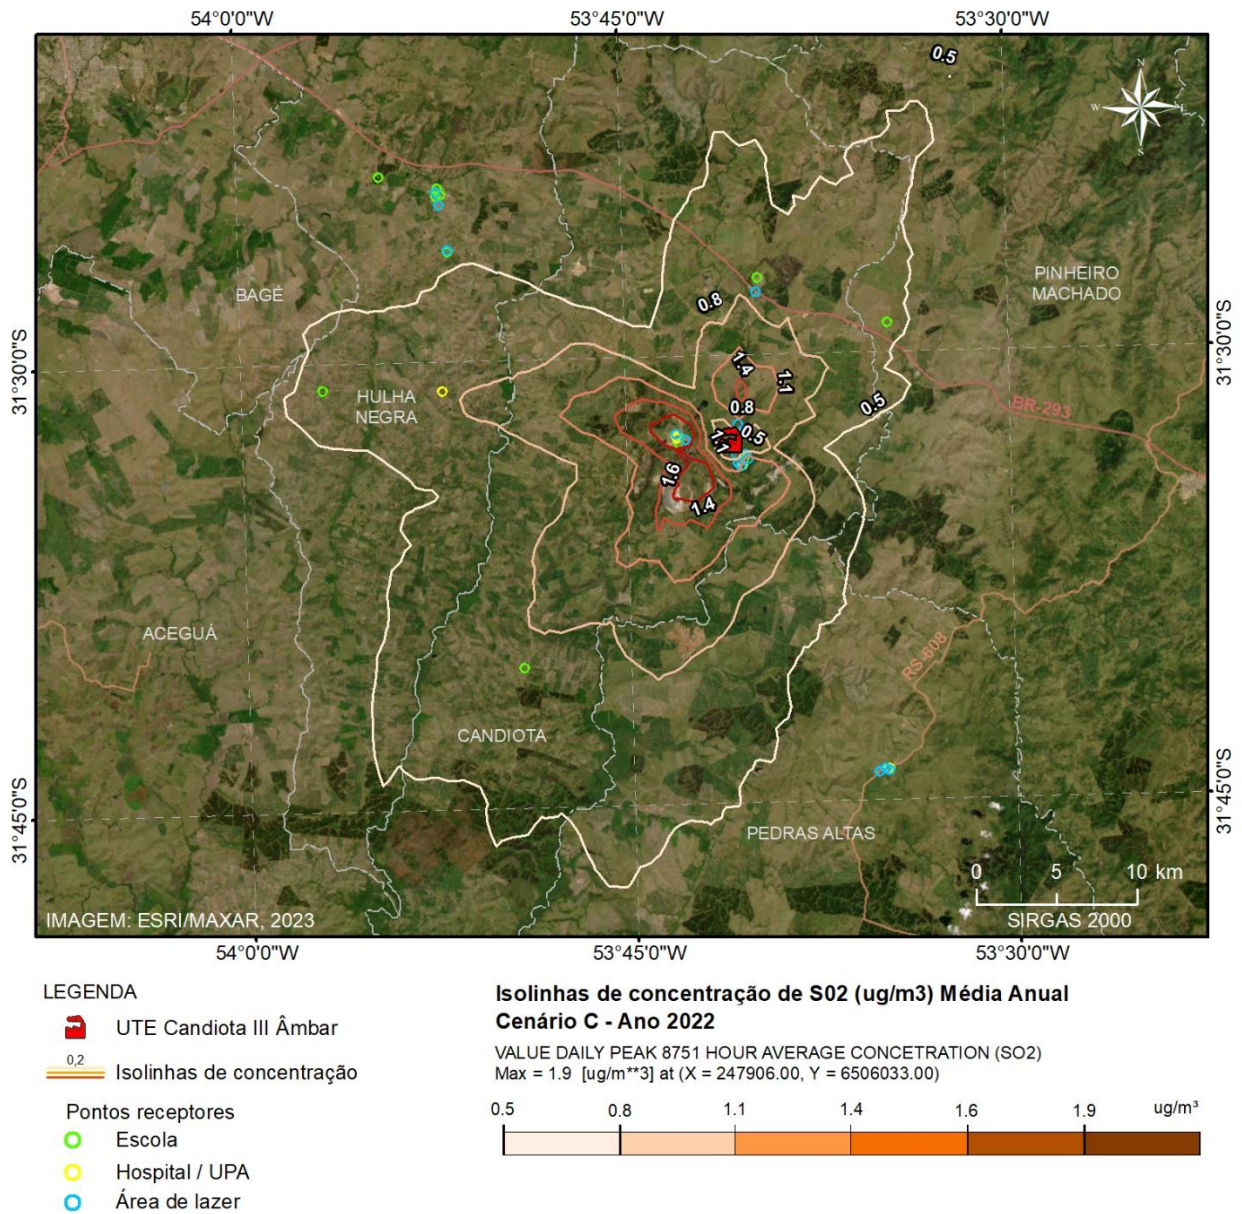 54°0'0"W 53°45'0"W 53°30'0"W
0.5
PINHEIRO
MACHADO
BAGÉ
0.8
31°30'0"S 31°30'0"S
1.4
1.1
HULHA
NEGRA
0.8
0.5
BR-293
1.1
0.5
1.6
1.4
ACEGUÁ
RS-608
CANDIOTA
31°45'0"S 31°45'0"S
PEDRAS ALTAS
0 5 10 km
SIRGAS 2000
IMAGEM: ESRI/MAXAR, 2023
54°0'0"W 53°45'0"W 53°30'0"W
N
W
S
LEGENDA
UTE Candiota III Âmbar
0,2
Isolinhas de concentração
Pontos receptores
Escola
Hospital / UPA
Área de lazer
Isolinhas de concentração de S02 (ug/m3) Média Anual
Cenário C - Ano 2022
VALUE DAILY PEAK 8751 HOUR AVERAGE CONCETRATION (SO2)
Max = 1.9 [ug/m**3] at (X = 247906.00, Y = 6506033.00)
0.5 0.8 1.1 1.4 1.6 1.9 ug/m³